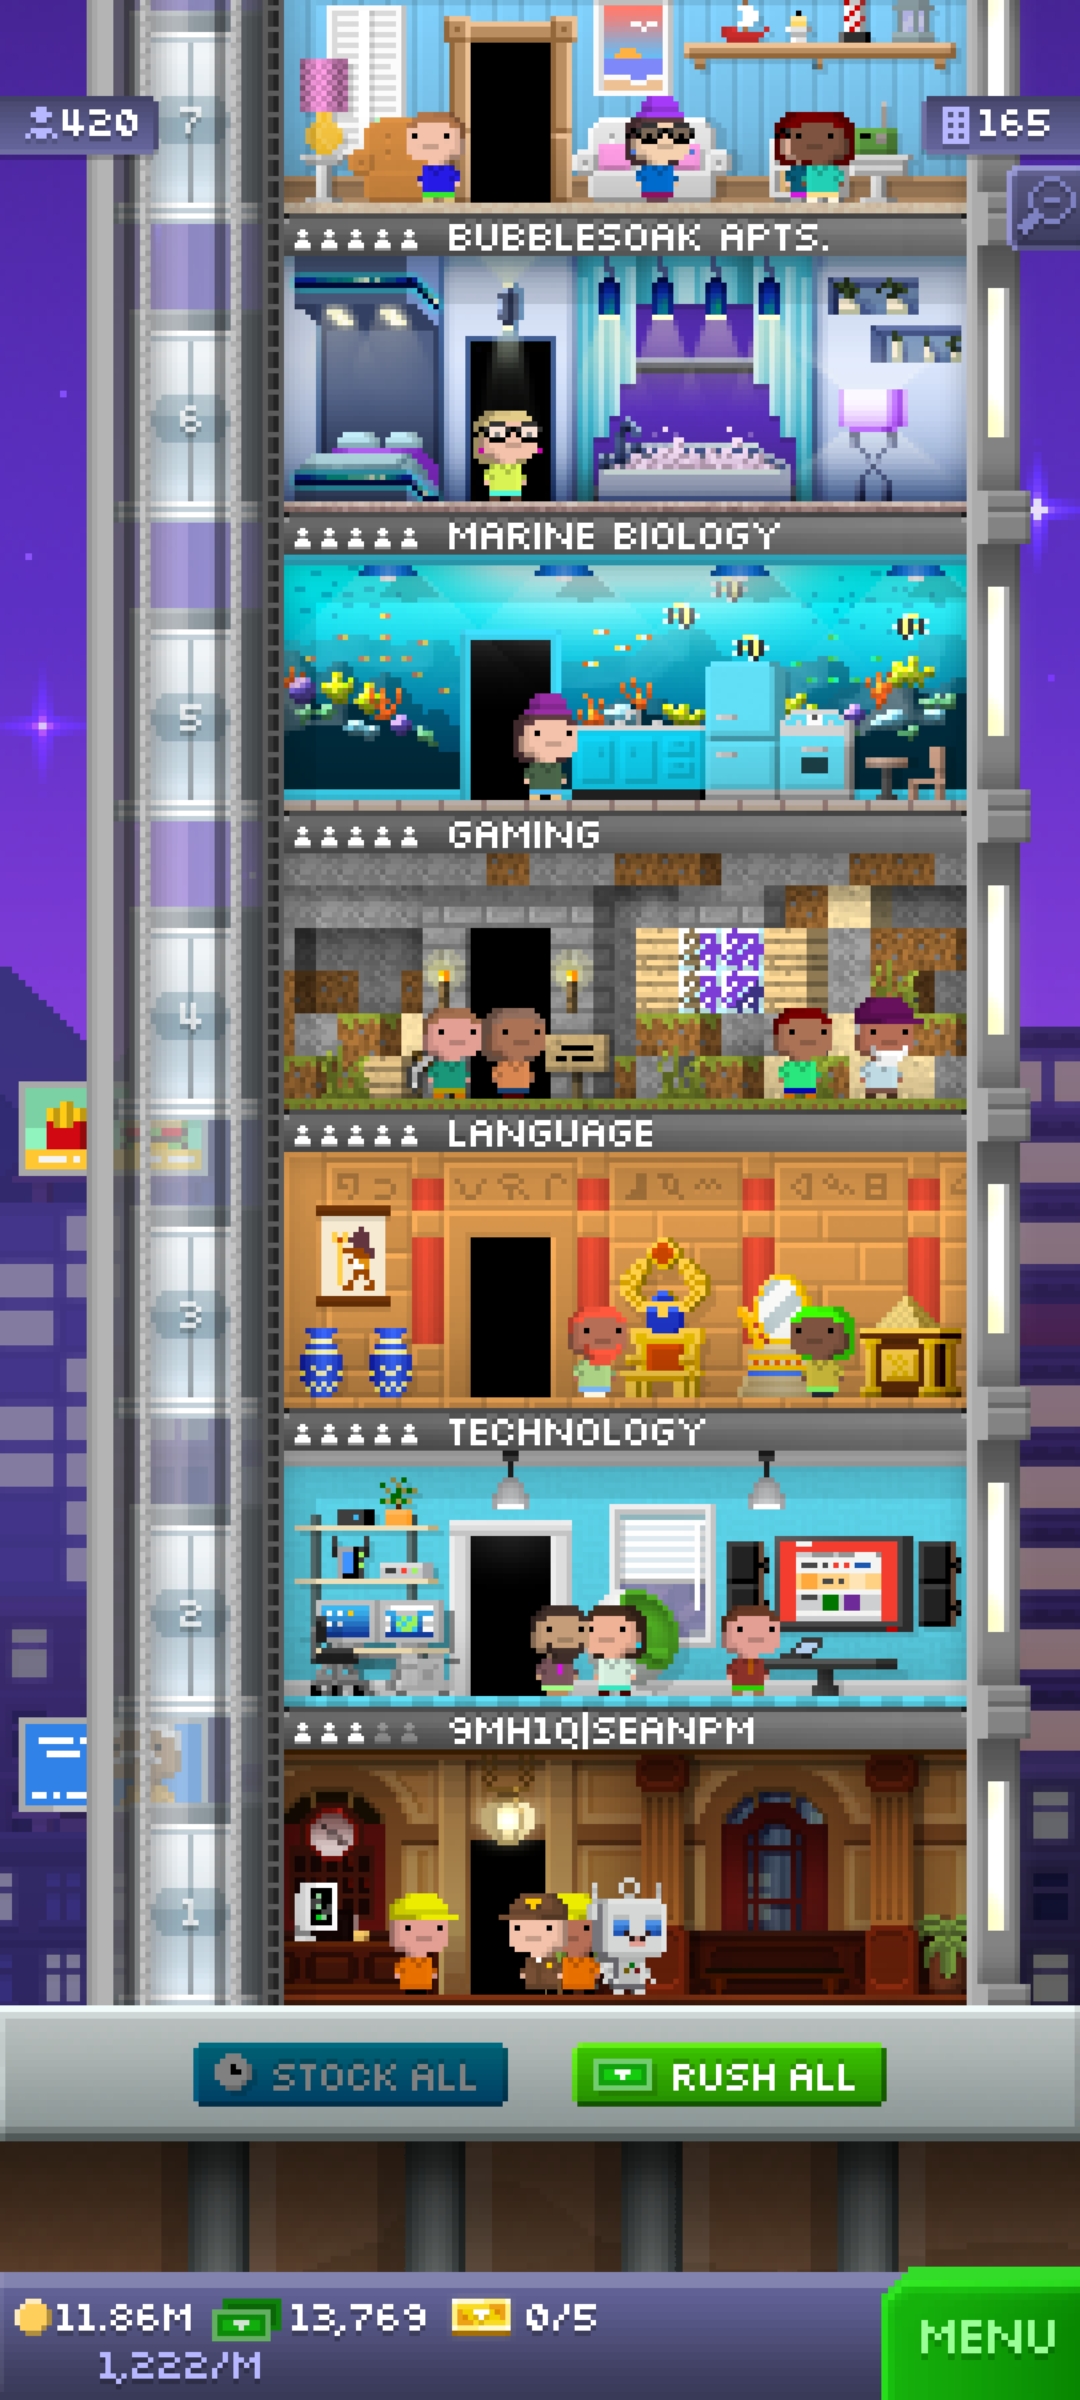 7
420
165
BUBBLESOAK APTS.
6
MARINE BIOLOGY
5
GAMING
4
LANGUAGE
3
TECHNOLOGY
2
9MH1Q|SEANPM
1
STOCK ALL
RUSH ALL
11.86M 13,769 0/5
1,222/M
MENU